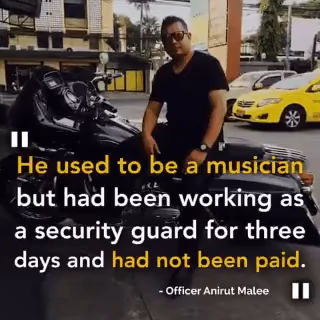 "
He used to be a musician
but had been working as
a security guard for three
days and had not been paid.
- Officer Anirut Malee
"